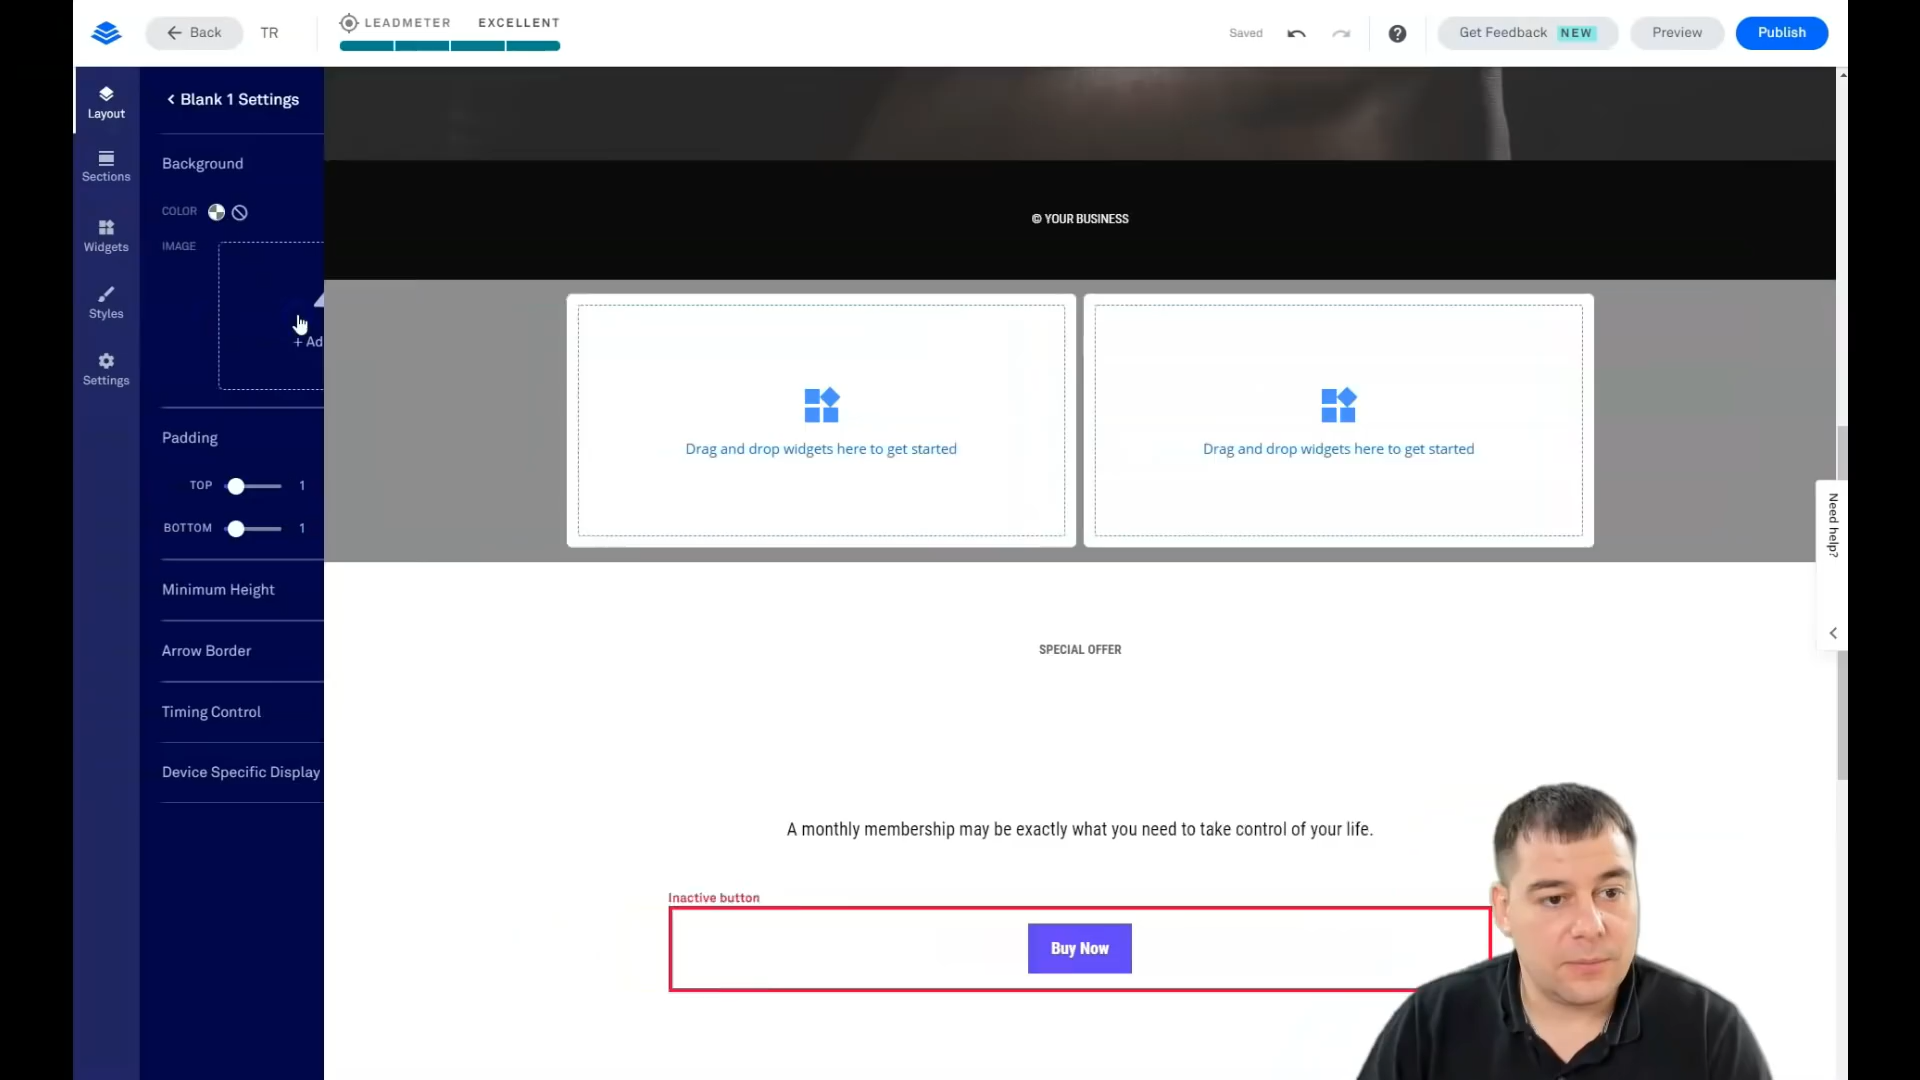 Back
TR
LEADMETER EXCELLENT
Saved
?
Get Feedback NEW
Preview
Publish
Layout
Sections
Widgets
Styles
Settings
< Blank 1 Settings
Background
COLOR
IMAGE
+ Ad
Padding
TOP 1
BOTTOM 1
Minimum Height
Arrow Border
Timing Control
Device Specific Display
© YOUR BUSINESS
Drag and drop widgets here to get started
Drag and drop widgets here to get started
SPECIAL OFFER
A monthly membership may be exactly what you need to take control of your life.
Inactive button
Buy Now
Need help?